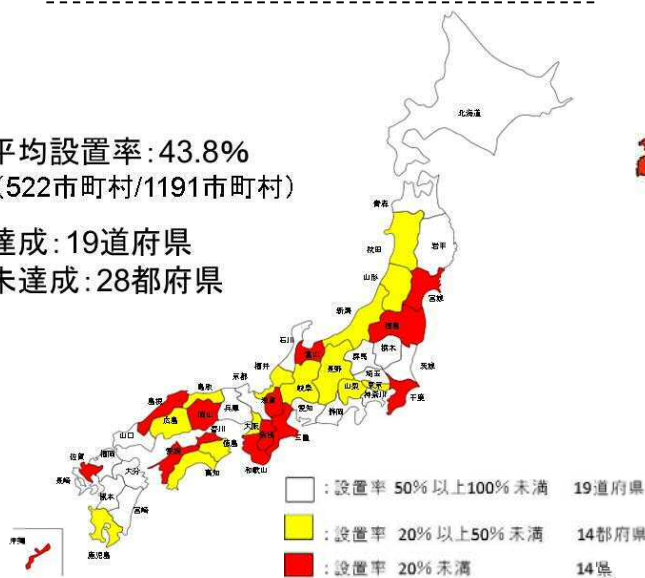 平均設置率：43.8%
（522市町村/1191市町村）
達成：19道府県
未達成：28都府県
北海道
青森
秋田
岩手
山形
宮城
新潟
福島
石川
富山
群馬
栃木
福井
長野
埼玉
茨城
京都
岐阜
山梨
東京
神奈川
千葉
鳥取
島根
岡山
兵庫
滋賀
愛知
静岡
広島
香川
大阪
奈良
三重
山口
徳島
和歌山
佐賀
福岡
愛媛
高知
長崎
大分
熊本
宮崎
鹿児島
沖縄
：設置率 50%以上100%未満 19道府県
：設置率 20%以上50%未満 14都府県
：設置率 20%未満 14県